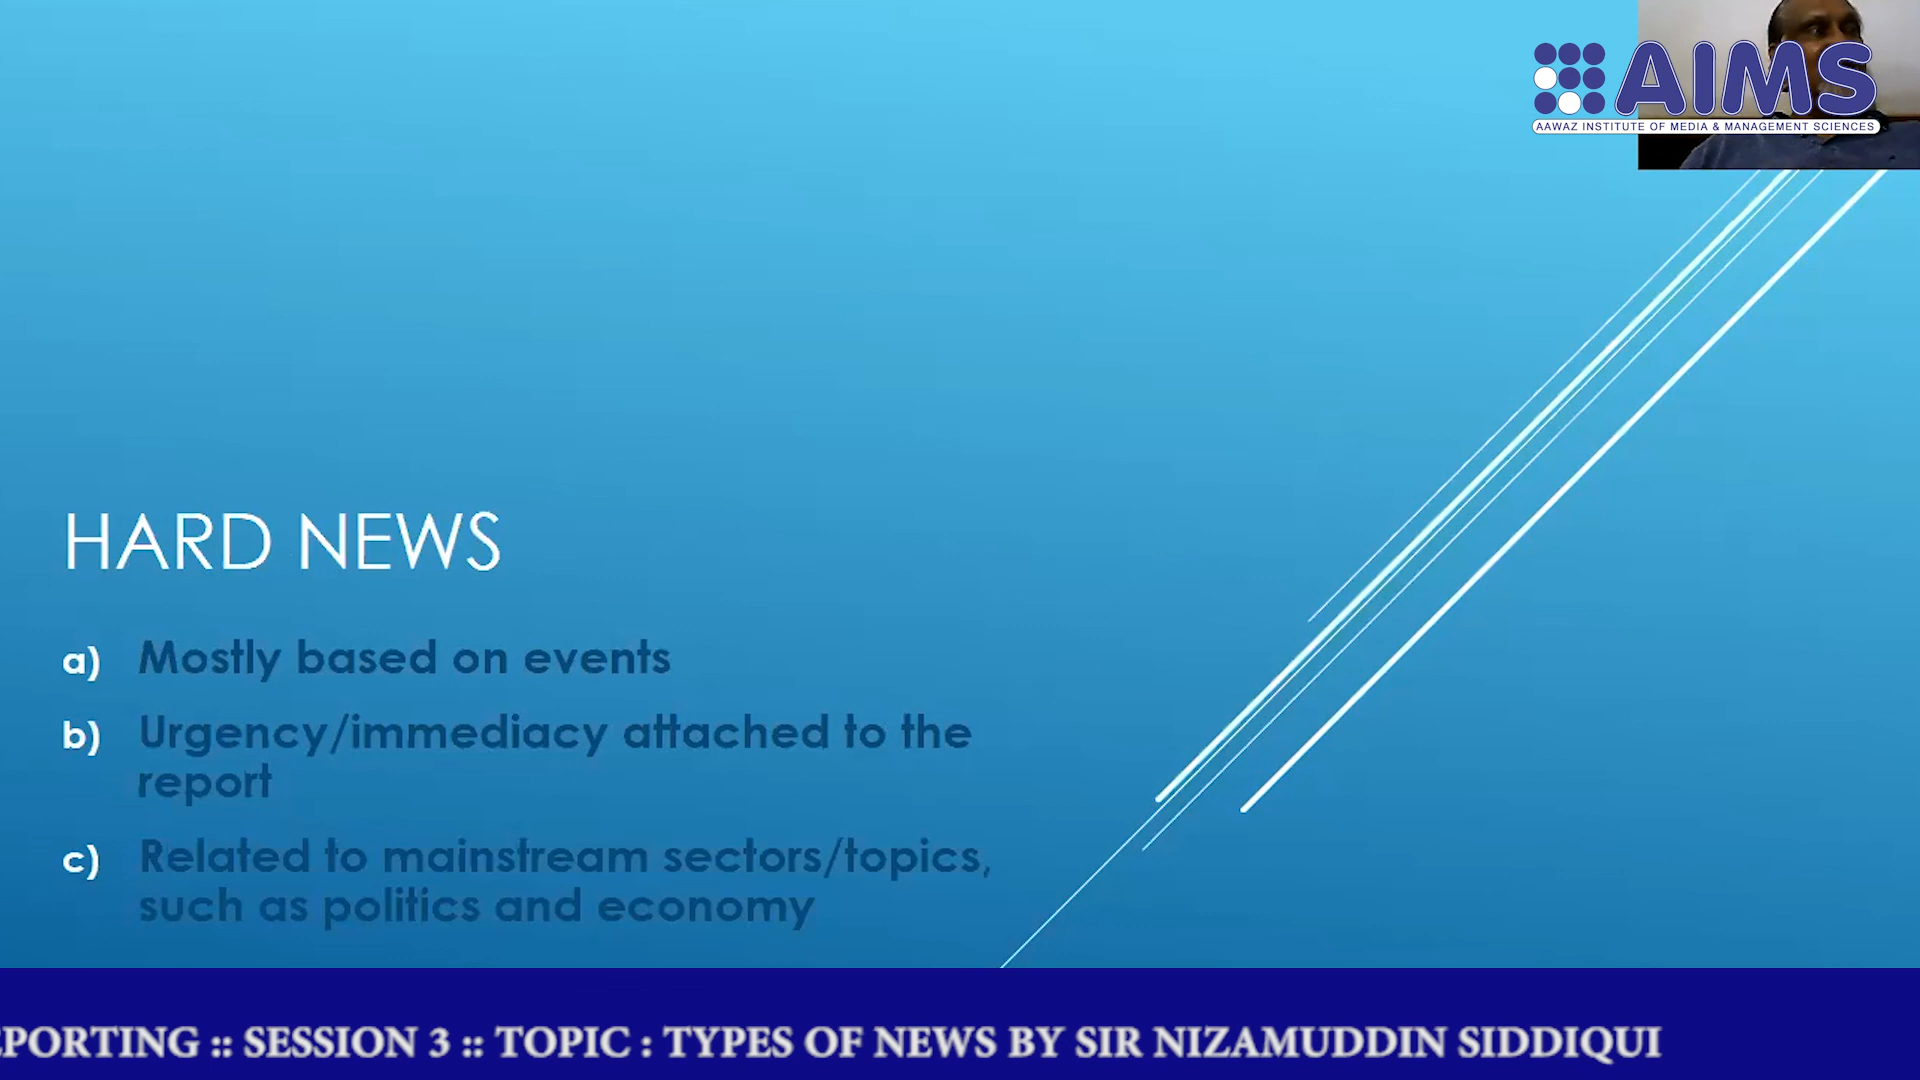 AIMS
AAWAZ INSTITUTE OF MEDIA & MANAGEMENT SCIENCES
HARD NEWS
a) Mostly based on events
b) Urgency/immediacy attached to the
report
c) Related to mainstream sectors/topics,
such as politics and economy
EPORTING :: SESSION 3 :: TOPIC : TYPES OF NEWS BY SIR NIZAMUDDIN SIDDIQUI